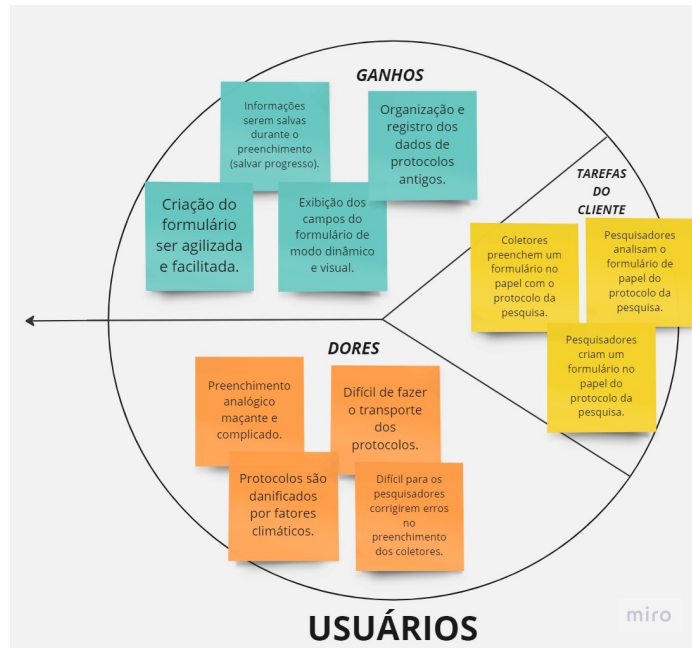 GANHOS
Informações
serem salvas
durante o
preenchimento
(salvar progresso).
Organização e
registro dos
dados de
protocolos
antigos.
Criação do
formulário
ser agilizada
e facilitada.
Exibição dos
campos do
formulário de
modo dinâmico
e visual.
TAREFAS
DO
CLIENTE
Coletores
preenchem um
formulário no
papel com o
protocolo da
pesquisa.
Pesquisadores
analisam o
formulário de
papel do
protocolo da
pesquisa.
Pesquisadores
criam um
formulário no
papel do
protocolo da
pesquisa.
DORES
Preenchimento
analógico
maçante e
complicado.
Difícil de fazer
o transporte
dos
protocolos.
Protocolos são
danificados
por fatores
climáticos.
Difícil para os
pesquisadores
corrigirem erros
no
preenchimento
dos coletores.
USUÁRIOS
miro